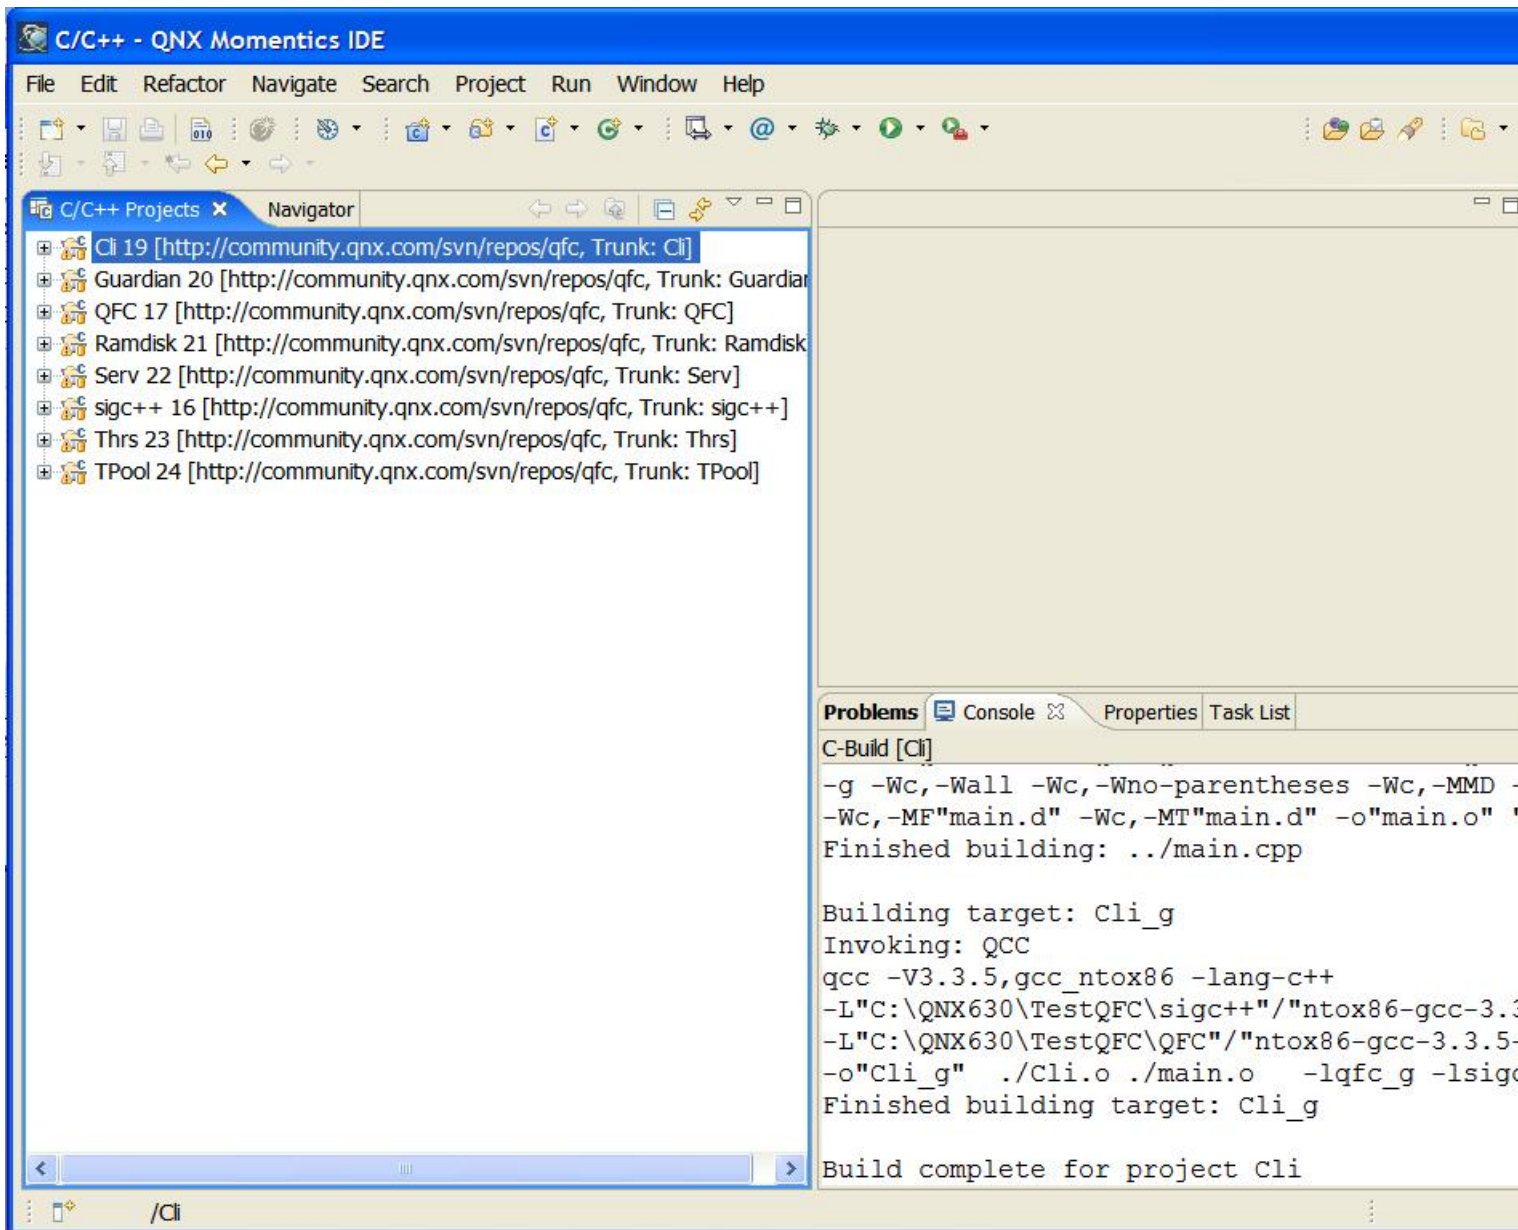 C/C++ - QNX Momentics IDE
File Edit Refactor Navigate Search Project Run Window Help
C/C++ Projects Navigator
Cli 19 [http://community.qnx.com/svn/repos/qfc, Trunk: Cli]
Guardian 20 [http://community.qnx.com/svn/repos/qfc, Trunk: Guardian
QFC 17 [http://community.qnx.com/svn/repos/qfc, Trunk: QFC]
Ramdisk 21 [http://community.qnx.com/svn/repos/qfc, Trunk: Ramdisk
Serv 22 [http://community.qnx.com/svn/repos/qfc, Trunk: Serv]
sigc++ 16 [http://community.qnx.com/svn/repos/qfc, Trunk: sigc++]
Thrs 23 [http://community.qnx.com/svn/repos/qfc, Trunk: Thrs]
TPool 24 [http://community.qnx.com/svn/repos/qfc, Trunk: TPool]
Problems Console Properties Task List
C-Build [Cli]
-g -Wc,-Wall -Wc,-Wno-parentheses -Wc,-MMD -
-Wc,-MF"main.d" -Wc,-MT"main.d" -o"main.o" "
Finished building: ../main.cpp
Building target: Cli_g
Invoking: QCC
qcc -V3.3.5,gcc_ntox86 -lang-c++
-L"C:\QNX630\TestQFC\sigc++"/"ntox86-gcc-3.3
-L"C:\QNX630\TestQFC\QFC"/"ntox86-gcc-3.3.5-
-o"Cli_g" ./Cli.o ./main.o -lqfc_g -lsigc
Finished building target: Cli_g
Build complete for project Cli
/Cli